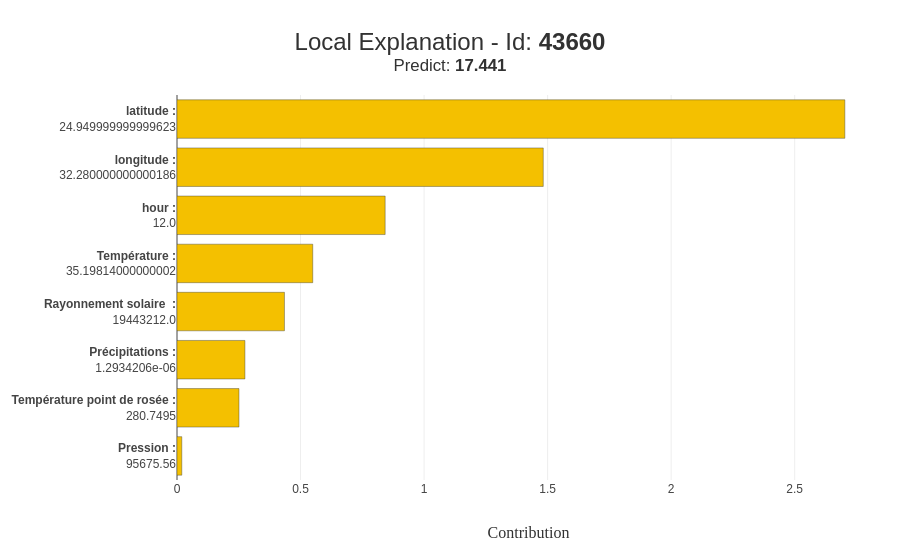 Local Explanation - Id: 43660
Predict: 17.441
latitude :
24.949999999999623
longitude :
32.280000000000186
hour :
12.0
Température :
35.19814000000002
Rayonnement solaire  :
19443212.0
Précipitations :
1.2934206e-06
Température point de rosée :
280.7495
Pression :
95675.56
0 0.5 1 1.5 2 2.5
Contribution